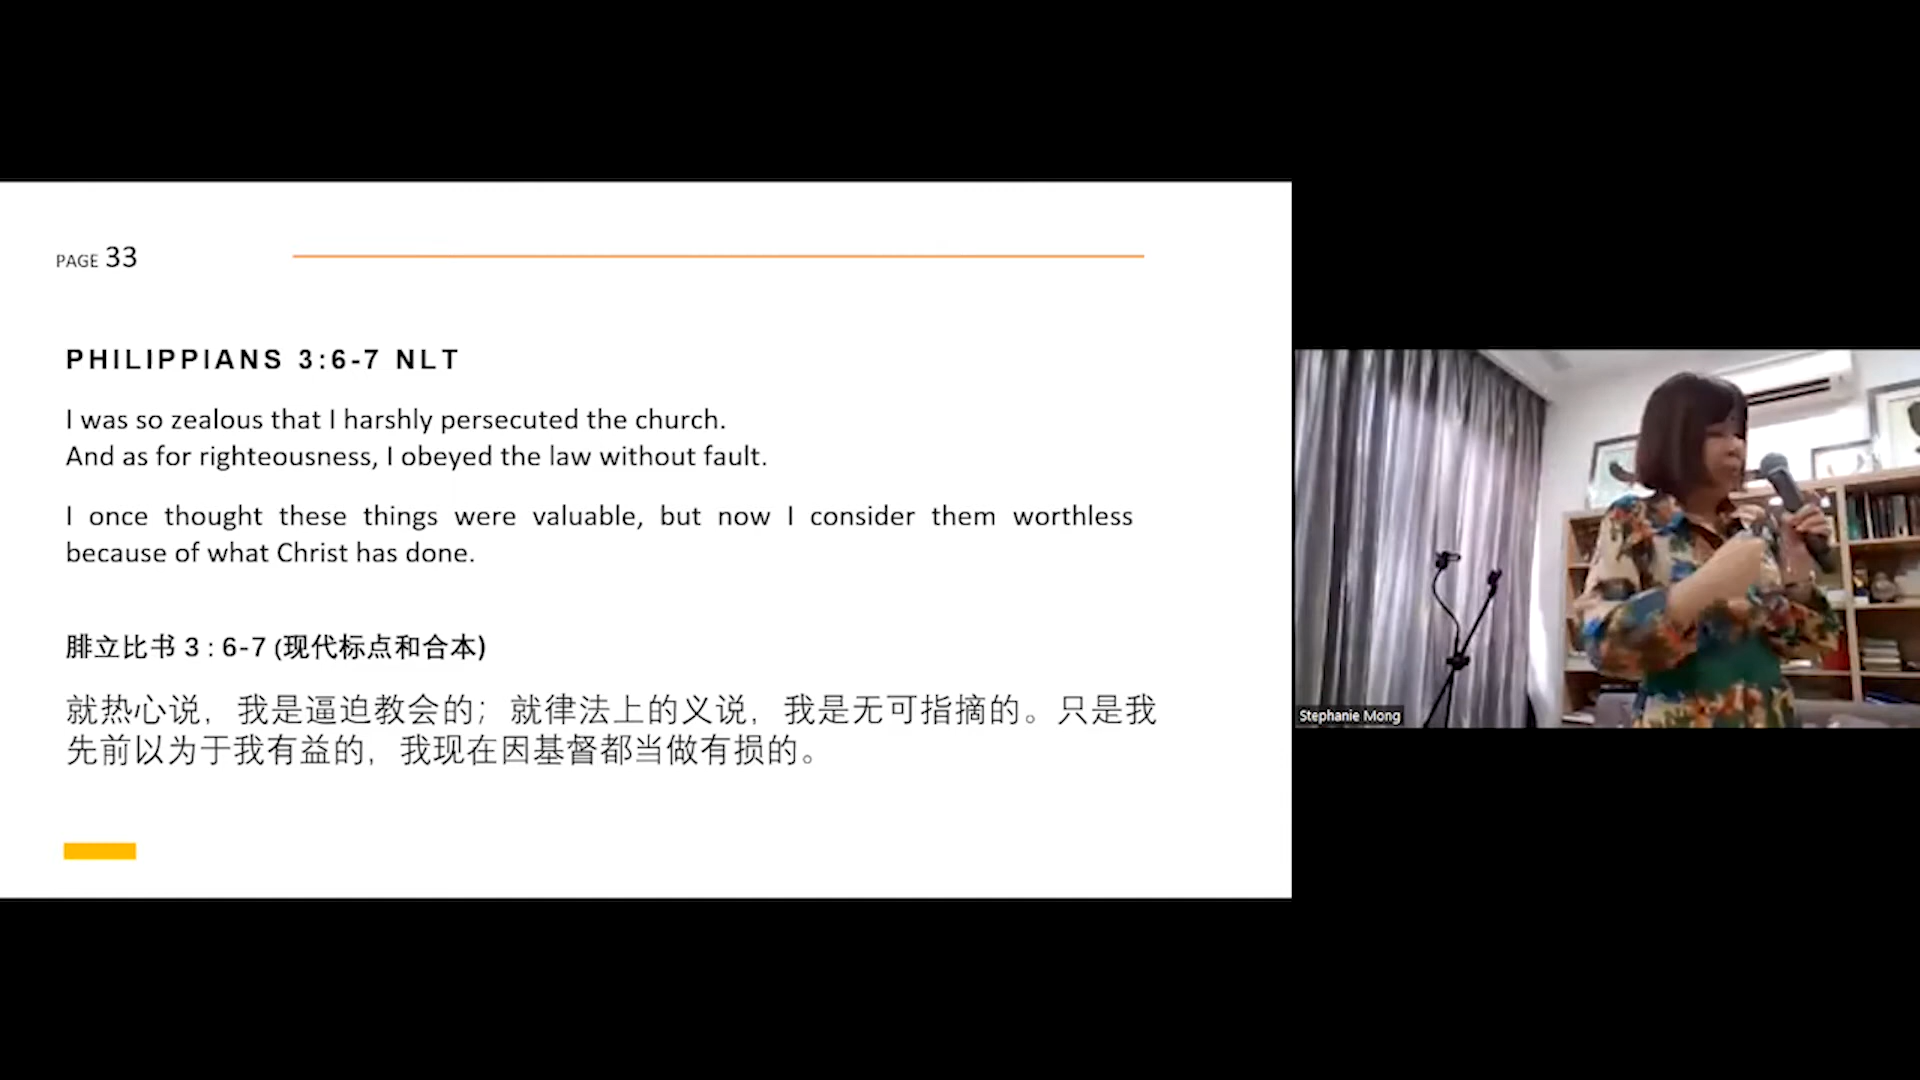 PAGE 33
PHILIPPIANS 3:6-7 NLT
I was so zealous that I harshly persecuted the church.
And as for righteousness, I obeyed the law without fault.
I once thought these things were valuable, but now I consider them worthless
because of what Christ has done.
腓立比书 3 : 6-7 (现代标点和合本)
就热心说，我是逼迫教会的；就律法上的义说，我是无可指摘的。只是我
先前以为于我有益的，我现在因基督都当做有损的。
Stephanie Mong